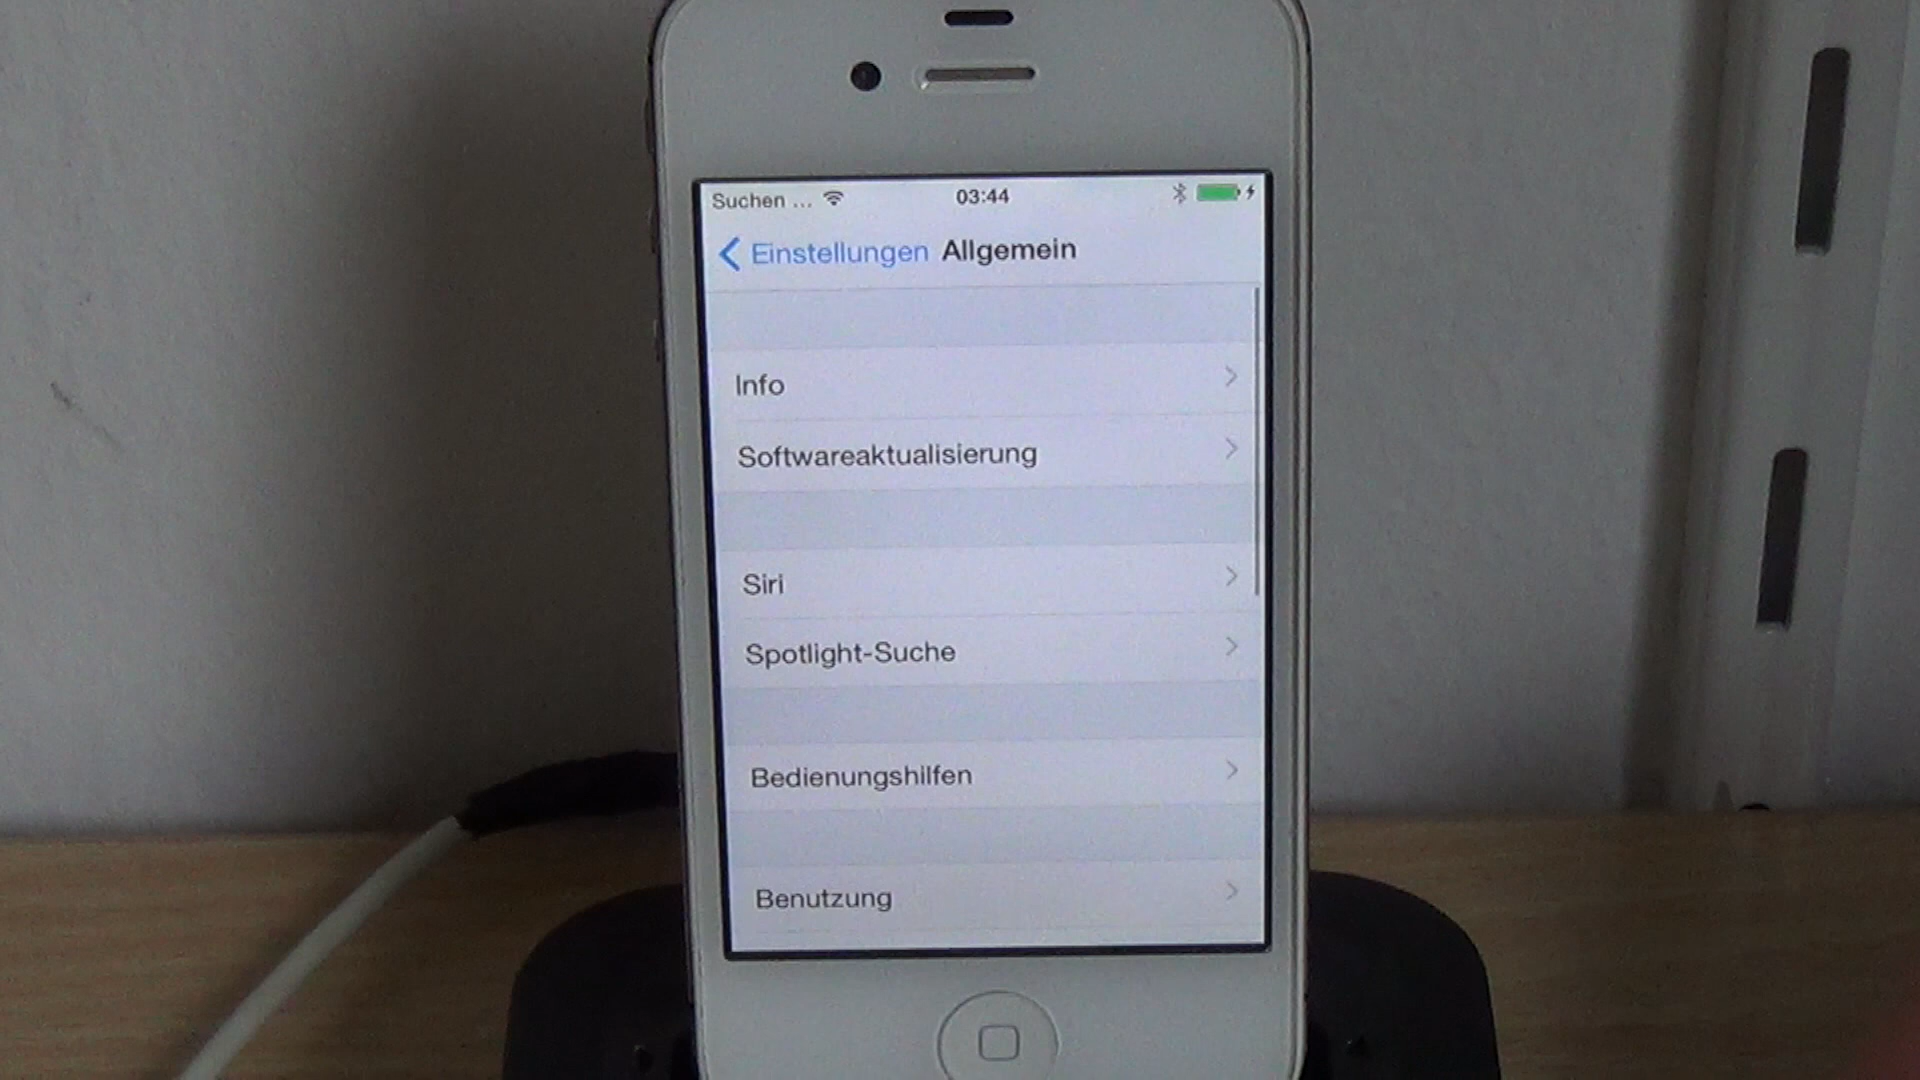 Suchen ... 03:44
Einstellungen Allgemein
Info
Softwareaktualisierung
Siri
Spotlight-Suche
Bedienungshilfen
Benutzung